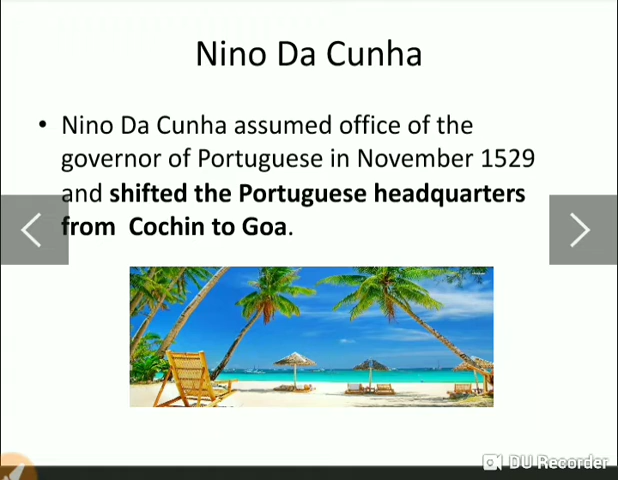 Nino Da Cunha
• Nino Da Cunha assumed office of the
governor of Portuguese in November 1529
and shifted the Portuguese headquarters
from  Cochin to Goa.
DU Recorder